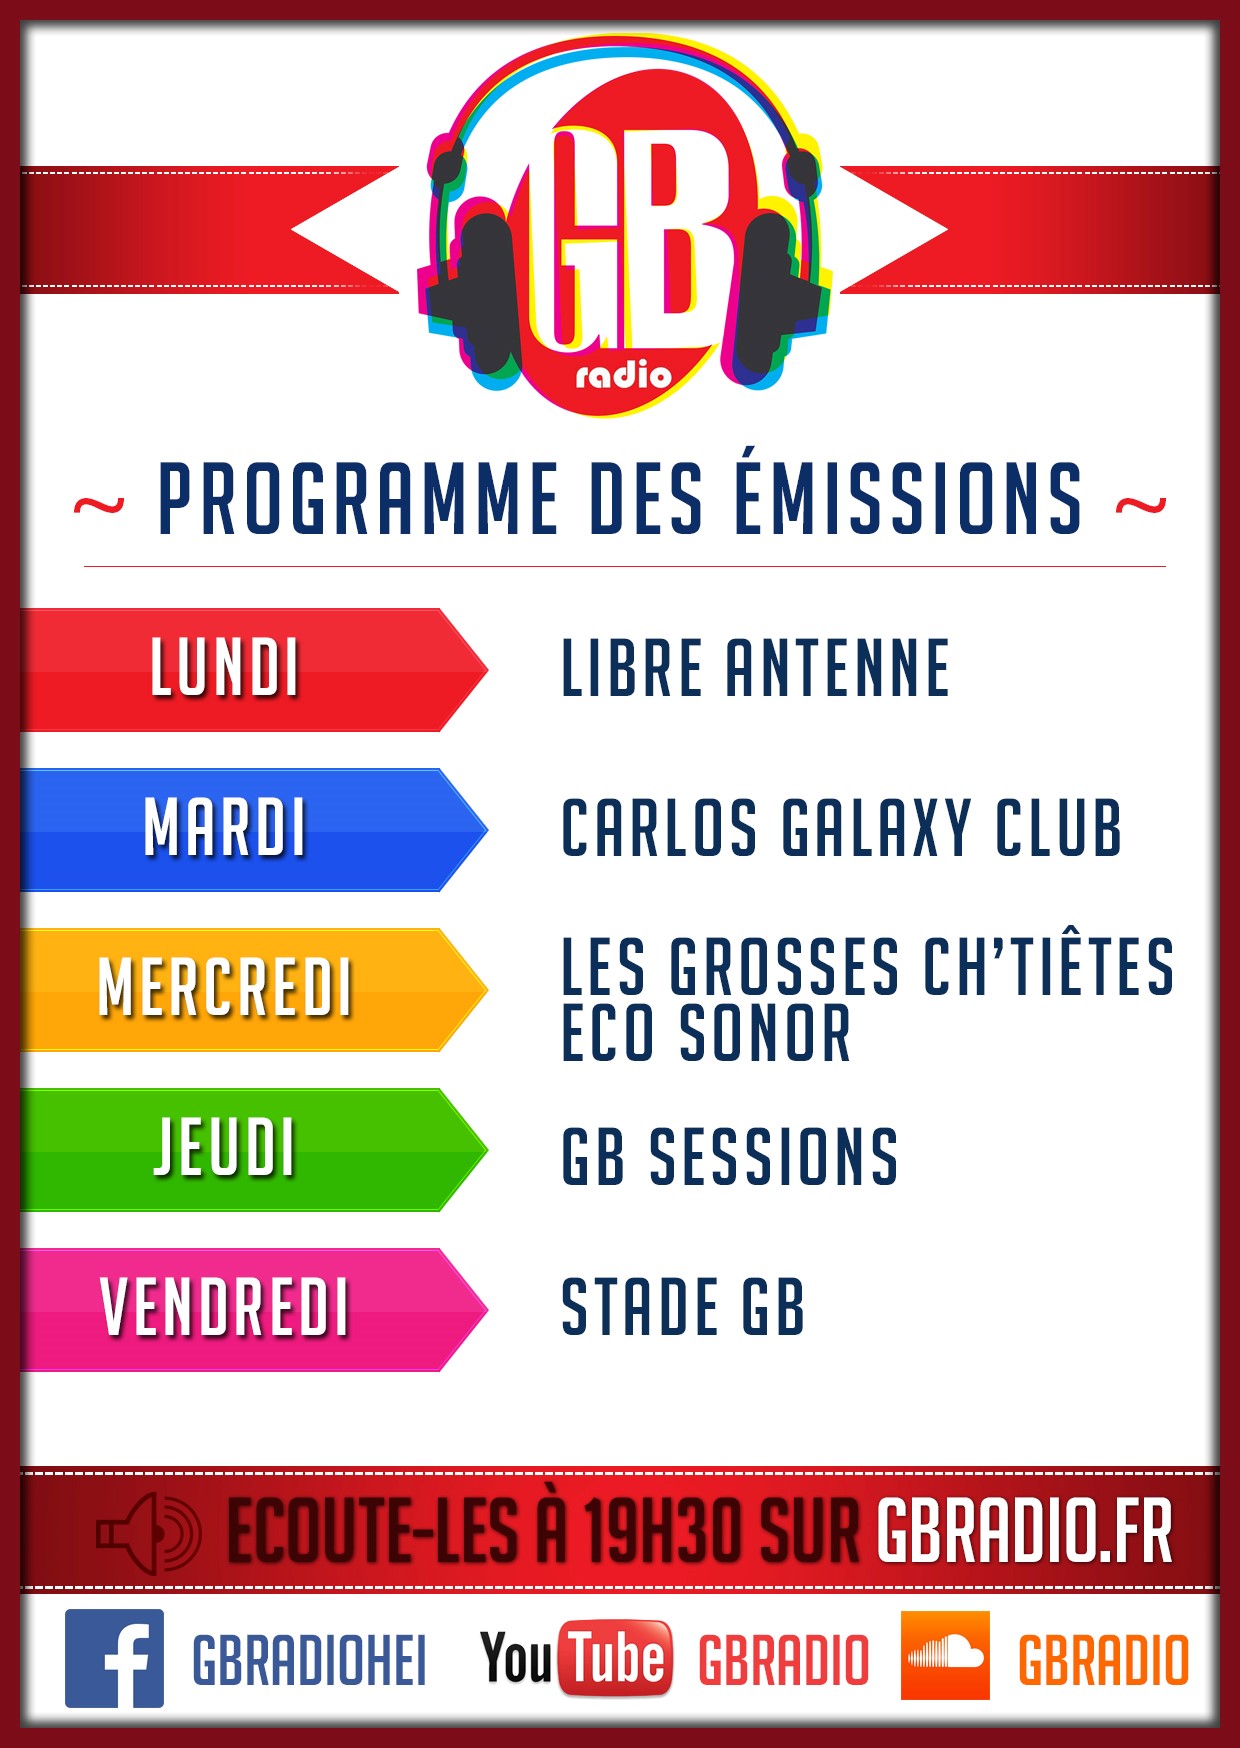 GB
radio
~ PROGRAMME DES ÉMISSIONS ~
LUNDI
LIBRE ANTENNE
MARDI
CARLOS GALAXY CLUB
MERCREDI
LES GROSSES CH'TIÊTES
ECO SONOR
JEUDI
GB SESSIONS
VENDREDI
STADE GB
ECOUTE-LES À 19H30 SUR GBRADIO.FR
f GBRADIOHEI YouTube GBRADIO GBRADIO